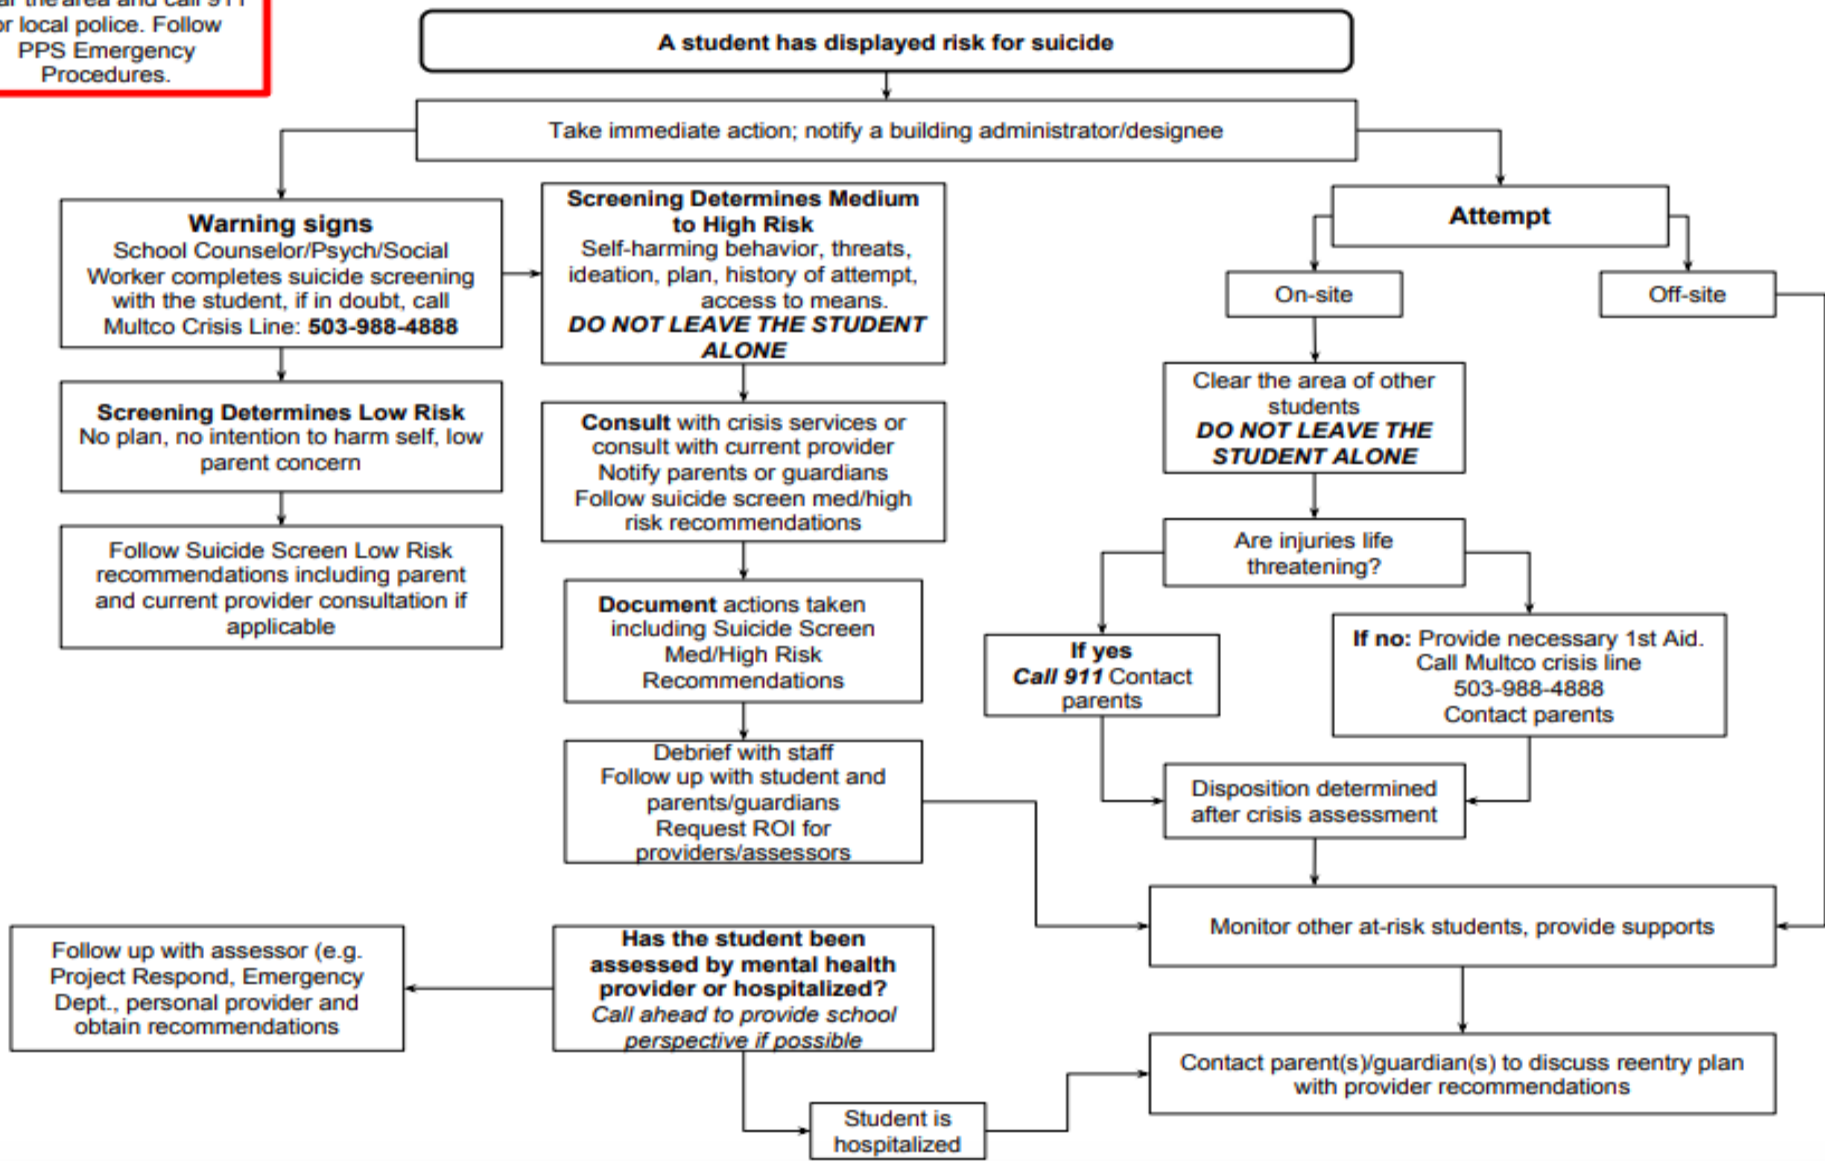 the area and call 911
or local police. Follow
PPS Emergency
Procedures.
A student has displayed risk for suicide
Take immediate action; notify a building administrator/designee
Warning signs
School Counselor/Psych/Social
Worker completes suicide screening
with the student, if in doubt, call
Multco Crisis Line: 503-988-4888
Screening Determines Low Risk
No plan, no intention to harm self, low
parent concern
Follow Suicide Screen Low Risk
recommendations including parent
and current provider consultation if
applicable
Screening Determines Medium
to High Risk
Self-harming behavior, threats,
ideation, plan, history of attempt,
access to means.
DO NOT LEAVE THE STUDENT
ALONE
Consult with crisis services or
consult with current provider
Notify parents or guardians
Follow suicide screen med/high
risk recommendations
Document actions taken
including Suicide Screen
Med/High Risk
Recommendations
Debrief with staff
Follow up with student and
parents/guardians
Request ROI for
providers/assessors
Attempt
On-site
Off-site
Clear the area of other
students
DO NOT LEAVE THE
STUDENT ALONE
Are injuries life
threatening?
If yes
Call 911 Contact
parents
If no: Provide necessary 1st Aid.
Call Multco crisis line
503-988-4888
Contact parents
Disposition determined
after crisis assessment
Monitor other at-risk students, provide supports
Follow up with assessor (e.g.
Project Respond, Emergency
Dept., personal provider and
obtain recommendations
Has the student been
assessed by mental health
provider or hospitalized?
Call ahead to provide school
perspective if possible
Student is
hospitalized
Contact parent(s)/guardian(s) to discuss reentry plan
with provider recommendations